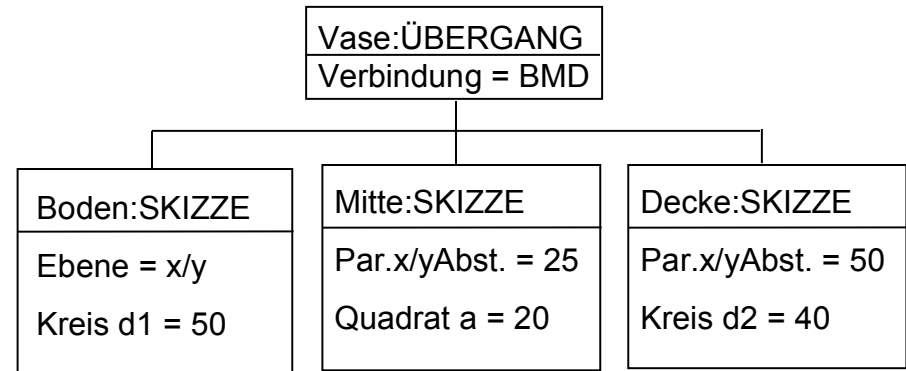 Vase:ÜBERGANG
Verbindung = BMD
Boden:SKIZZE
Ebene = x/y
Kreis d1 = 50
Mitte:SKIZZE
Par.x/yAbst. = 25
Quadrat a = 20
Decke:SKIZZE
Par.x/yAbst. = 50
Kreis d2 = 40